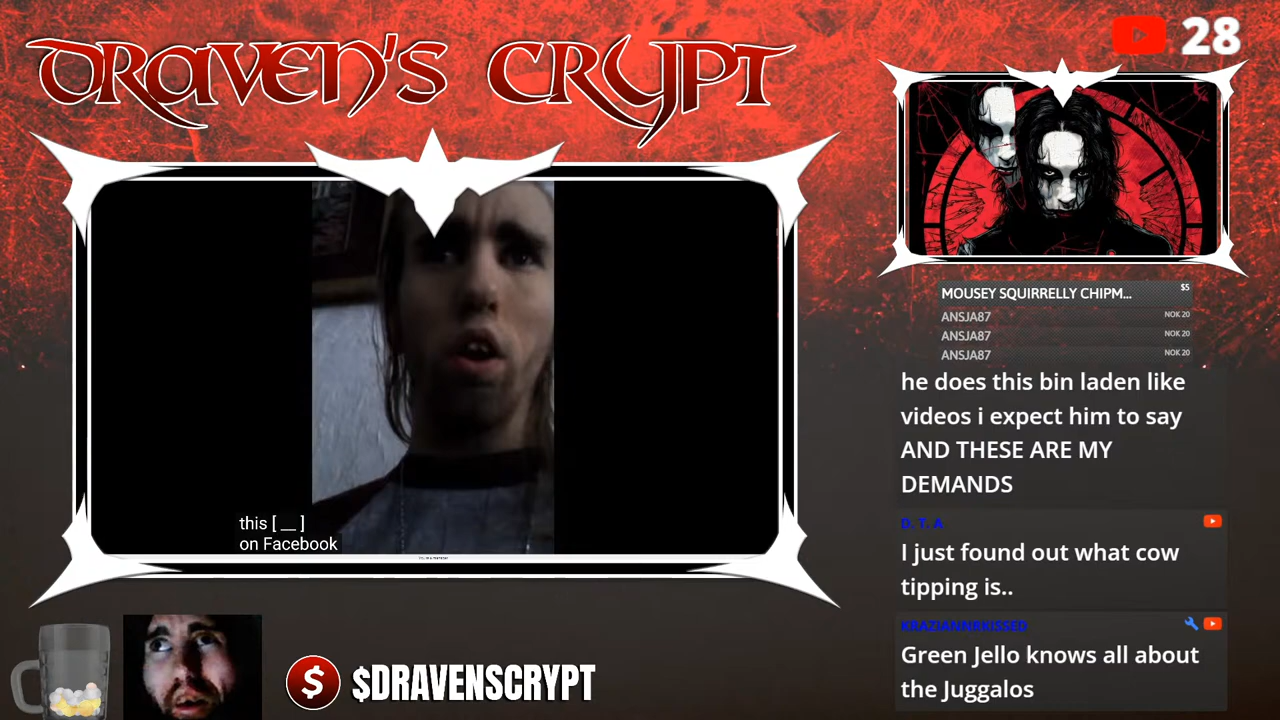 DRAVEN'S CRYPT
28
MOUSEY SQUIRRELLY CHIPM... $5
ANSJA87 NOK 20
ANSJA87 NOK 20
ANSJA87 NOK 20
he does this bin laden like
videos i expect him to say
AND THESE ARE MY
DEMANDS
D. T. A
I just found out what cow
tipping is..
KRAZIANNEKISSED
Green Jello knows all about
the Juggalos
this [ __ ]
on Facebook
$
$DRAVENSCRYPT